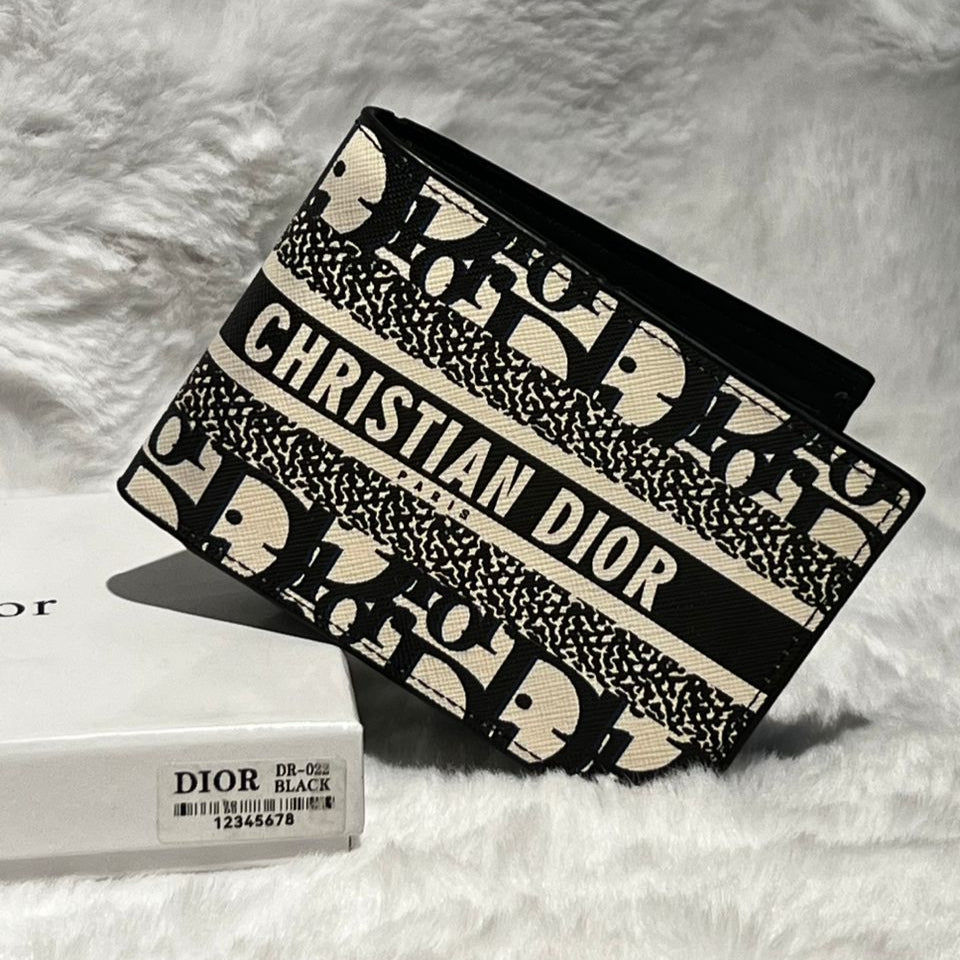 CHRISTIAN DIOR
PARIS
or
DIOR DR-022
BLACK
12345678